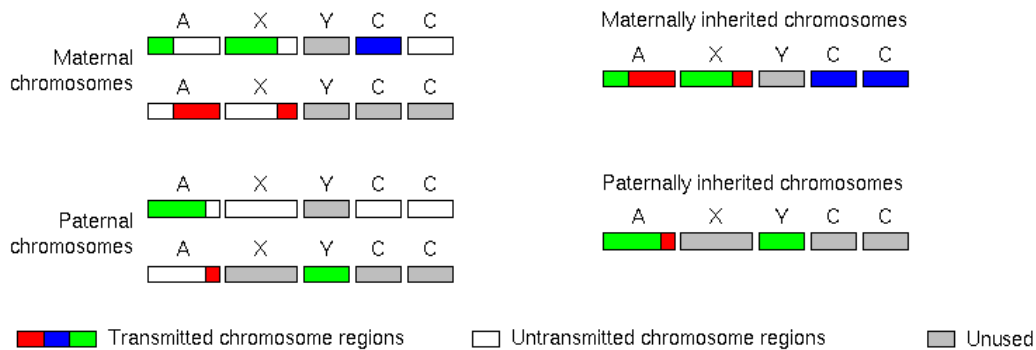 A X Y C C
Maternal
chromosomes
A X Y C C
Maternally inherited chromosomes
A X Y C C
A X Y C C
Paternal
chromosomes
A X Y C C
Paternally inherited chromosomes
A X Y C C
Transmitted chromosome regions
Untransmitted chromosome regions
Unused